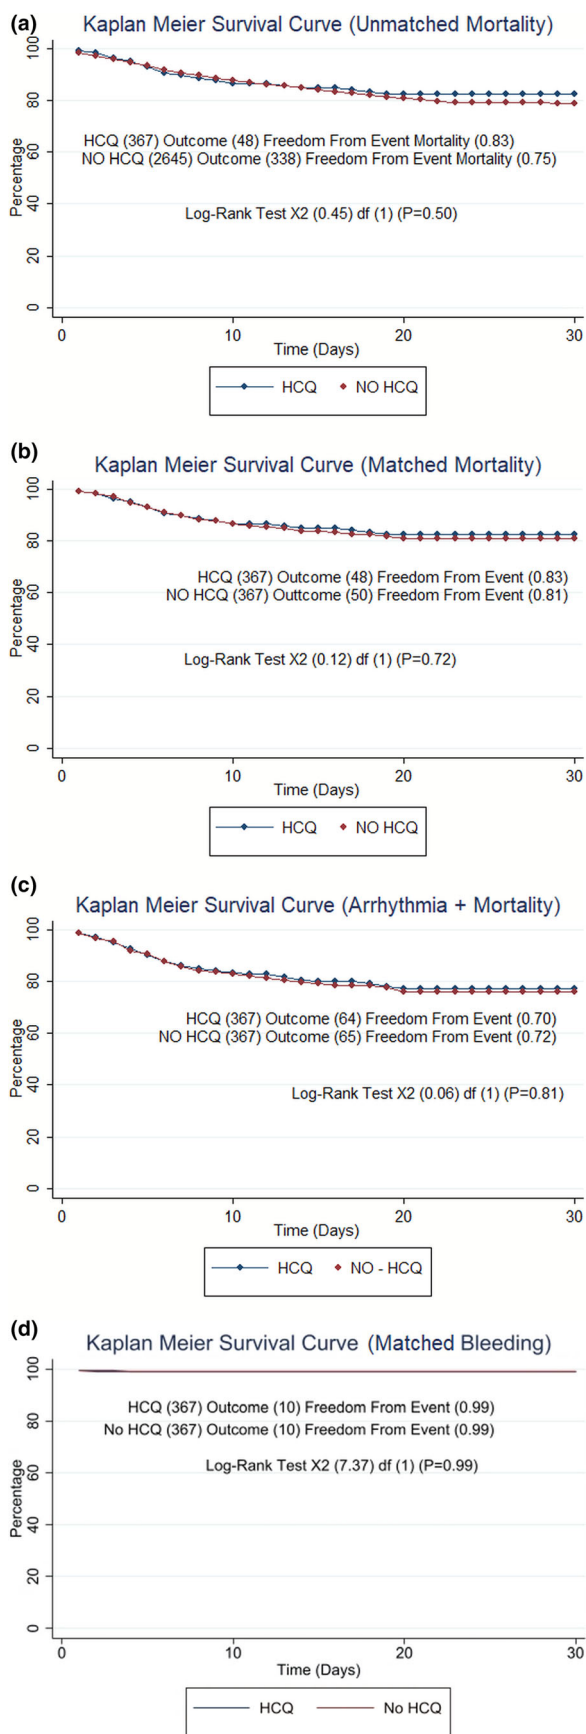 (a)
Kaplan Meier Survival Curve (Unmatched Mortality)
100
80
60
40
20
0
Percentage
HCQ (367) Outcome (48) Freedom From Event Mortality (0.83)
NO HCQ (2645) Outcome (338) Freedom From Event Mortality (0.75)
Log-Rank Test X2 (0.45) df (1) (P=0.50)
0 10 20 30
Time (Days)
HCQ NO HCQ
(b)
Kaplan Meier Survival Curve (Matched Mortality)
100
80
60
40
20
0
Percentage
HCQ (367) Outcome (48) Freedom From Event (0.83)
NO HCQ (367) Outtcome (50) Freedom From Event (0.81)
Log-Rank Test X2 (0.12) df (1) (P=0.72)
0 10 20 30
Time (Days)
HCQ NO HCQ
(c)
Kaplan Meier Survival Curve (Arrhythmia + Mortality)
100
80
60
40
20
0
Percentage
HCQ (367) Outcome (64) Freedom From Event (0.70)
NO HCQ (367) Outcome (65) Freedom From Event (0.72)
Log-Rank Test X2 (0.06) df (1) (P=0.81)
0 10 20 30
Time (Days)
HCQ NO - HCQ
(d)
Kaplan Meier Survival Curve (Matched Bleeding)
100
80
60
40
20
0
Percentage
HCQ (367) Outcome (10) Freedom From Event (0.99)
No HCQ (367) Outcome (10) Freedom From Event (0.99)
Log-Rank Test X2 (7.37) df (1) (P=0.99)
0 10 20 30
Time (Days)
HCQ No HCQ